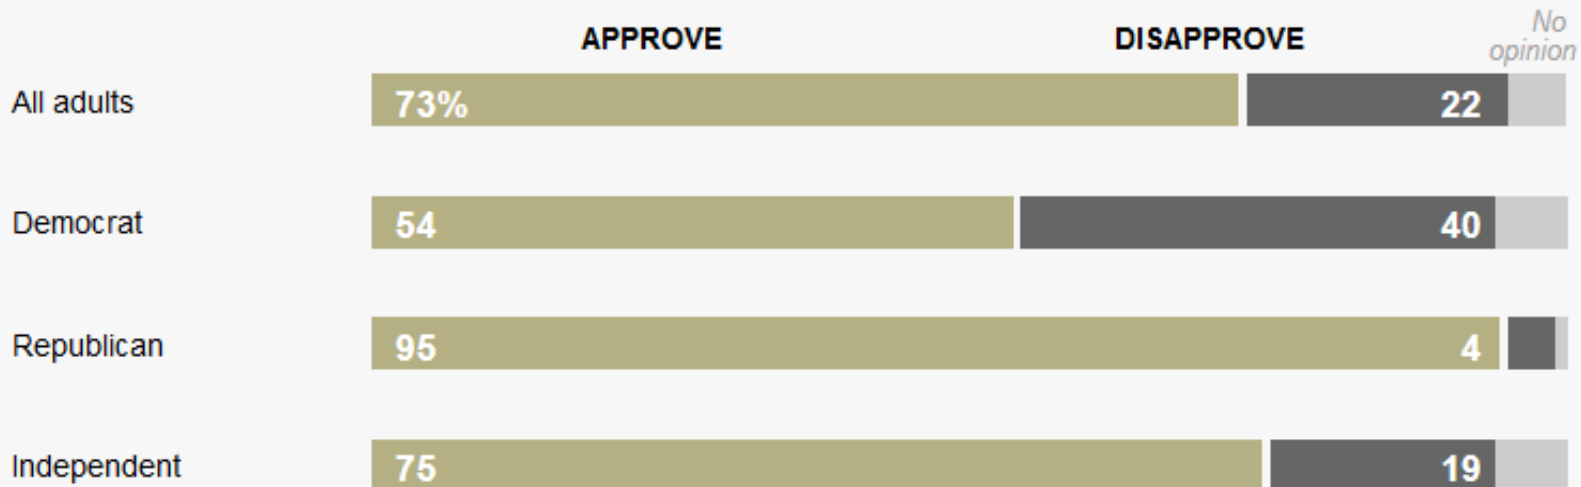 APPROVE DISAPPROVE No opinion
All adults 73% 22
Democrat 54 40
Republican 95 4
Independent 75 19